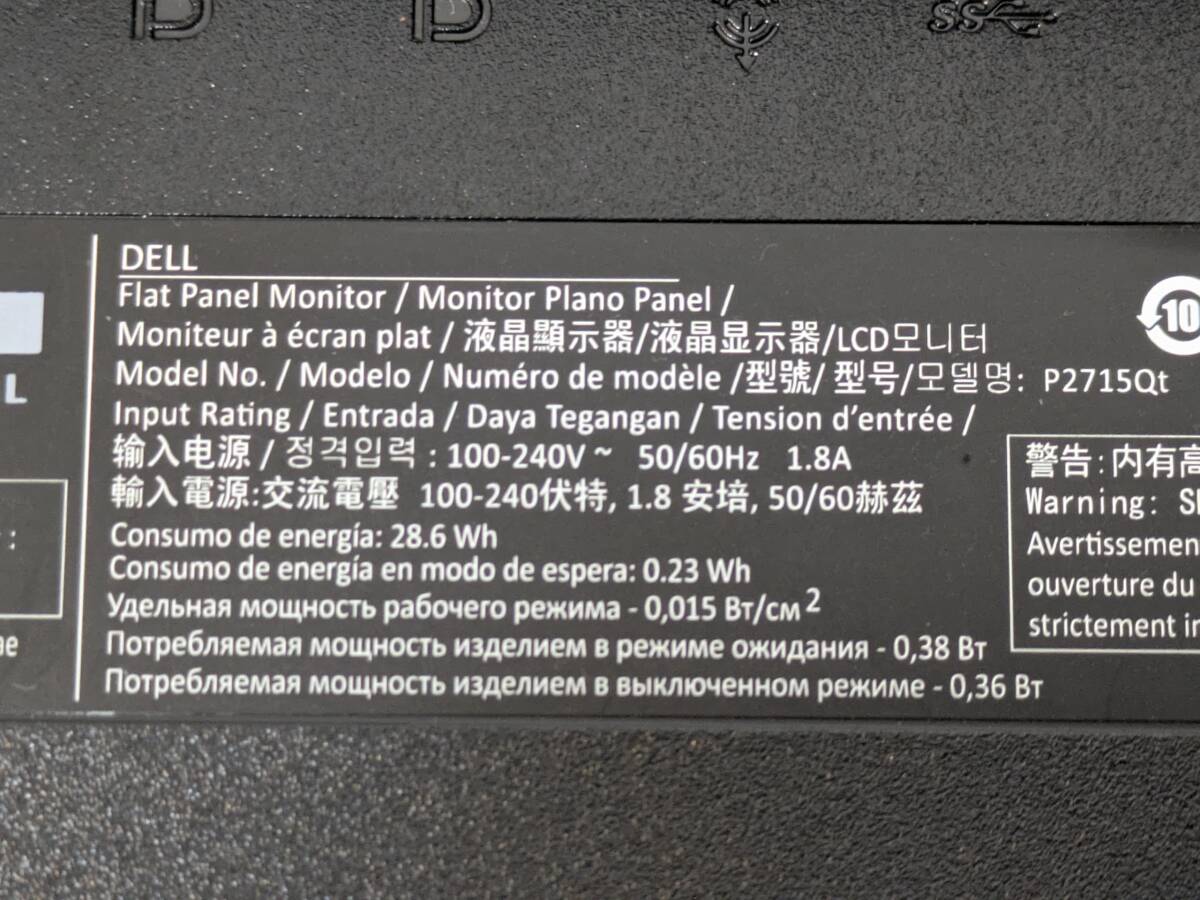 SS
DELL
Flat Panel Monitor / Monitor Plano Panel /
Moniteur à écran plat / 液晶顯示器/液晶显示器/LCD모니터
Model No. / Modelo / Numéro de modèle /型號/ 型号/모델명: P2715Qt
Input Rating / Entrada / Daya Tegangan / Tension d'entrée /
输入电源 / 정격입력 : 100-240V ~ 50/60Hz 1.8A
輸入電源:交流電壓 100-240伏特, 1.8 安培, 50/60赫茲
Consumo de energía: 28.6 Wh
Consumo de energía en modo de espera: 0.23 Wh
Удельная мощность рабочего режима - 0,015 Вт/см²
Потребляемая мощность изделием в режиме ожидания - 0,38 Вт
Потребляемая мощность изделием в выключенном режиме - 0,36 Вт
10
警告:内有高
Warning:
Avertissemen
ouverture du
strictement
L